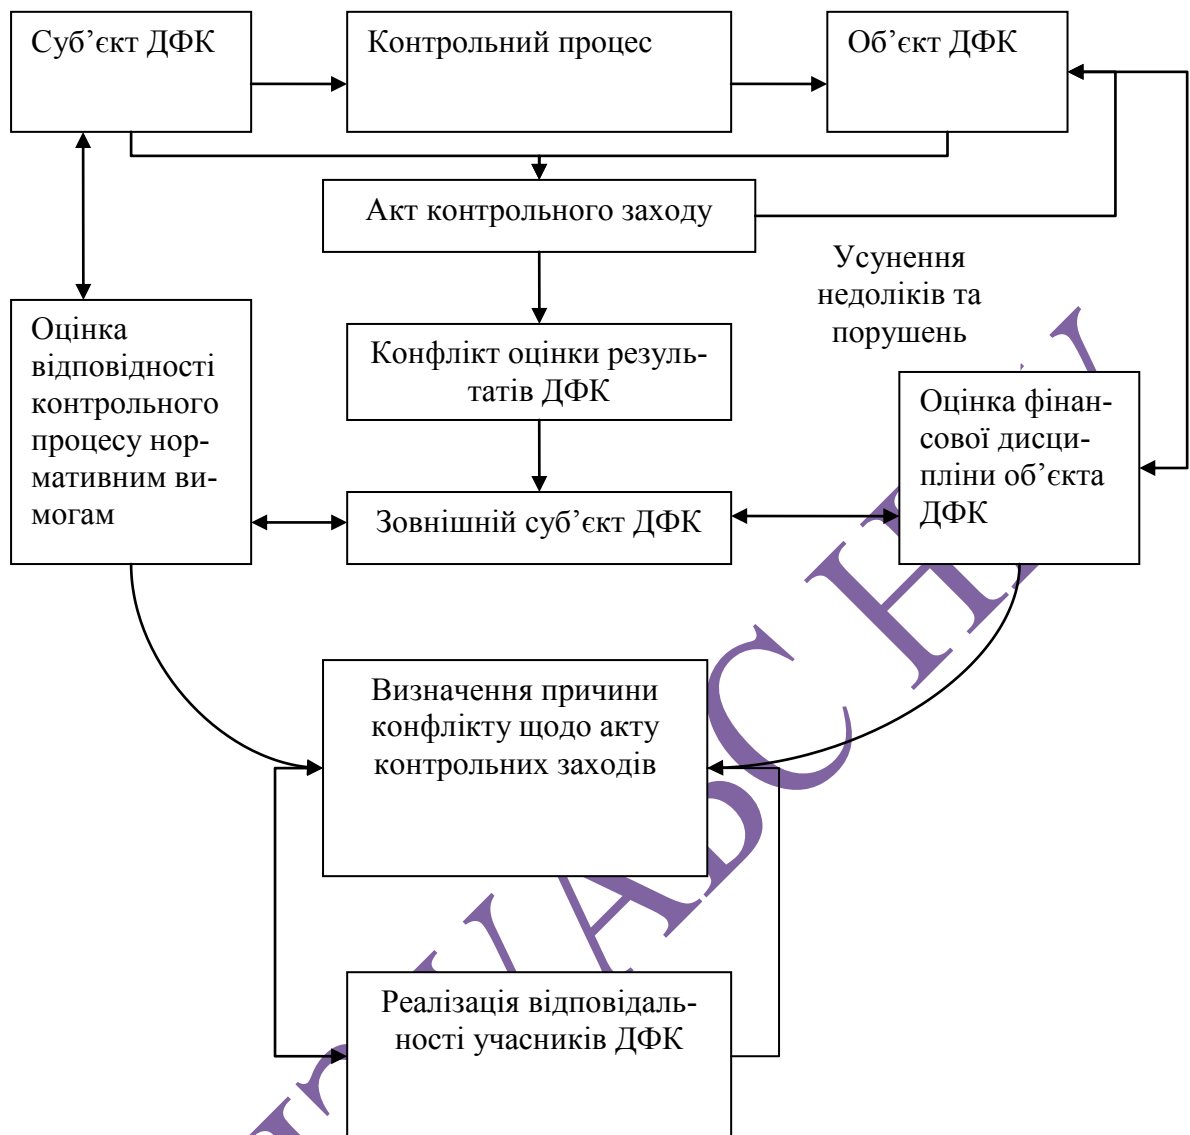 Суб’єкт ДФК
Контрольний процес
Об’єкт ДФК
Акт контрольного заходу
Усунення
недоліків та
порушень
Оцінка
відповідності
контрольного
процесу нор-
мативним ви-
могам
Конфлікт оцінки резуль-
татів ДФК
Оцінка фінан-
сової дисци-
пліни об’єкта
ДФК
Зовнішній суб’єкт ДФК
Визначення причини
конфлікту щодо акту
контрольних заходів
Реалізація відповідаль-
ності учасників ДФК